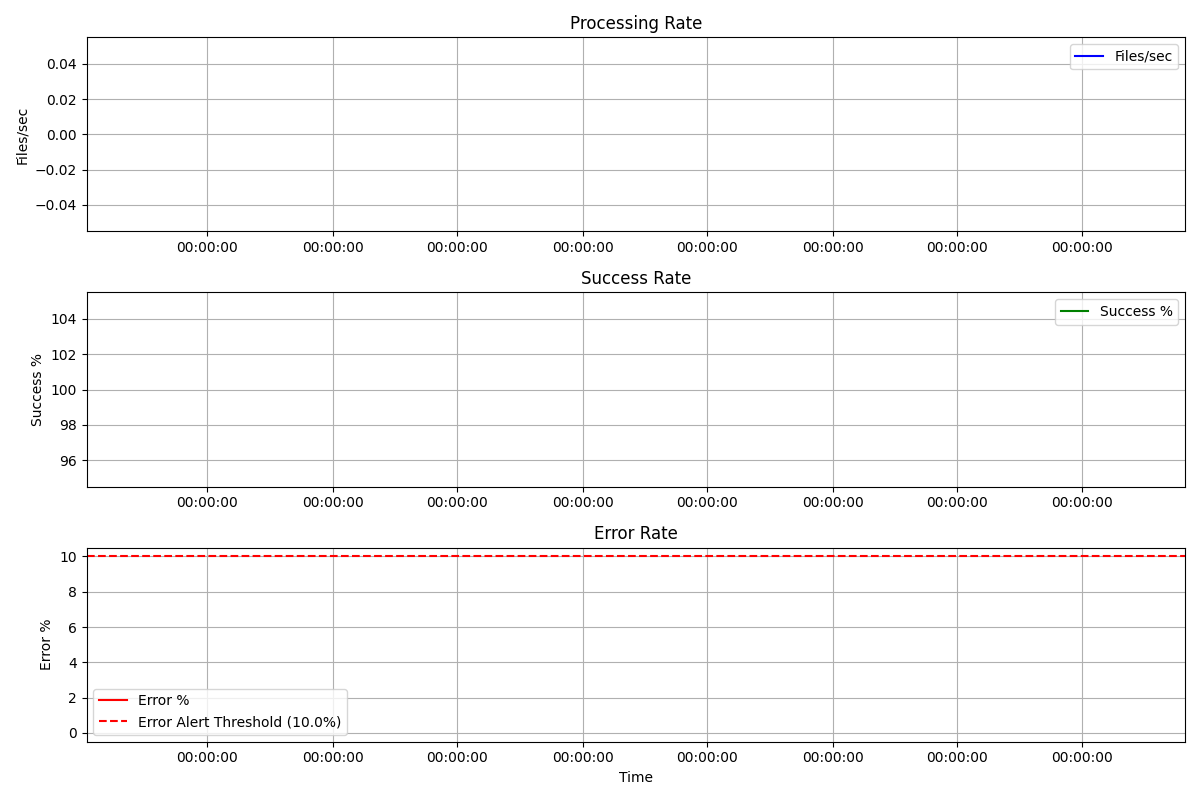 Processing Rate
Files/sec
0.04
0.02
0.00
−0.02
−0.04
Files/sec
00:00:00 00:00:00 00:00:00 00:00:00 00:00:00 00:00:00 00:00:00 00:00:00
Success Rate
Success %
104
102
100
98
96
Success %
00:00:00 00:00:00 00:00:00 00:00:00 00:00:00 00:00:00 00:00:00 00:00:00
Error Rate
Error %
10
8
6
4
2
0
Error %
Error Alert Threshold (10.0%)
00:00:00 00:00:00 00:00:00 00:00:00 00:00:00 00:00:00 00:00:00 00:00:00
Time